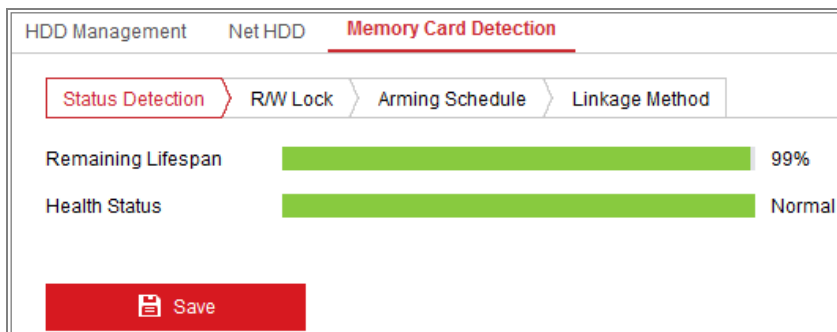 HDD Management Net HDD Memory Card Detection
Status Detection R/W Lock Arming Schedule Linkage Method
Remaining Lifespan 99%
Health Status Normal
Save